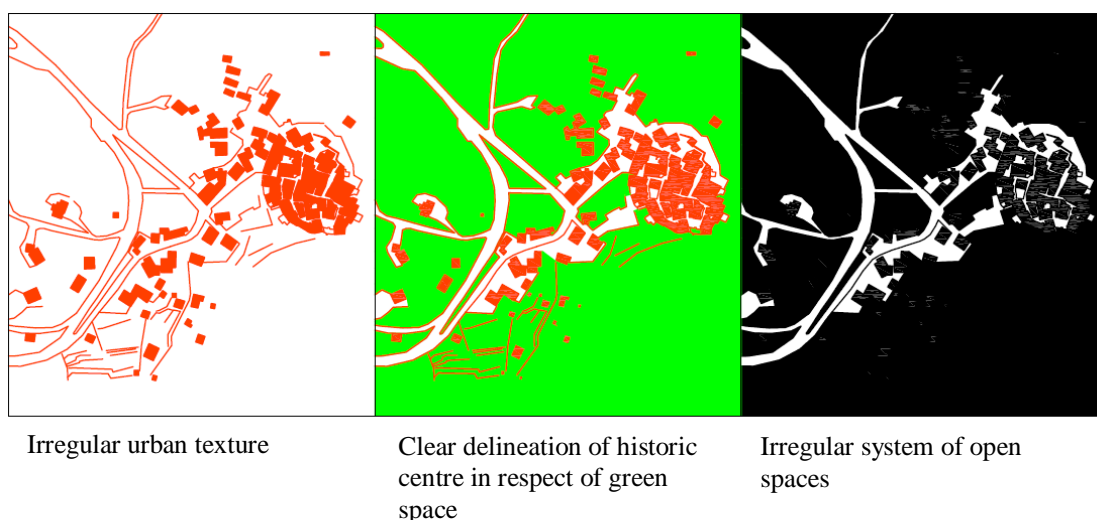 Irregular urban texture
Clear delineation of historic
centre in respect of green
space
Irregular system of open
spaces